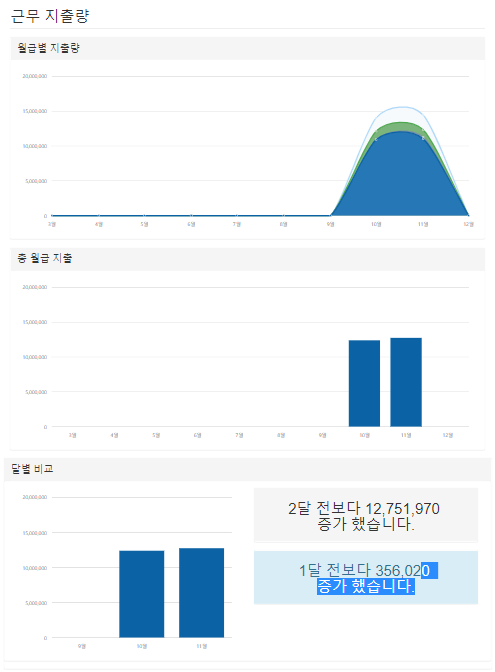 근무 지출량
월급별 지출량
20,000,000
15,000,000
10,000,000
5,000,000
0
3월 4월 5월 6월 7월 8월 9월 10월 11월 12월
총 월급 지출
20,000,000
15,000,000
10,000,000
5,000,000
0
3월 4월 5월 6월 7월 8월 9월 10월 11월 12월
달별 비교
20,000,000
15,000,000
10,000,000
5,000,000
0
9월 10월 11월
2달 전보다 12,751,970
증가 했습니다.
1달 전보다 356,020
증가 했습니다.